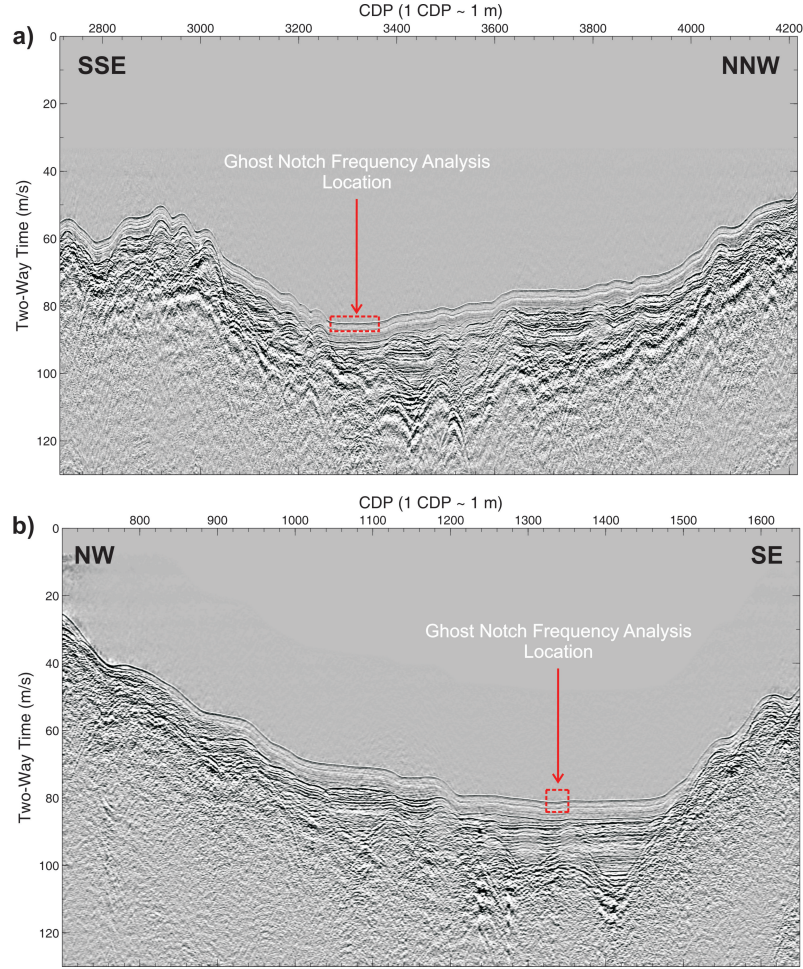 CDP (1 CDP ~ 1 m)
a)
2800 3000 3200 3400 3600 3800 4000 4200
0
SSE NNW
20
40
Ghost Notch Frequency Analysis
Location
60
Two-Way Time (m/s)
80
100
120
CDP (1 CDP ~ 1 m)
b)
800 900 1000 1100 1200 1300 1400 1500 1600
0
NW SE
20
Ghost Notch Frequency Analysis
Location
40
60
Two-Way Time (m/s)
80
100
120